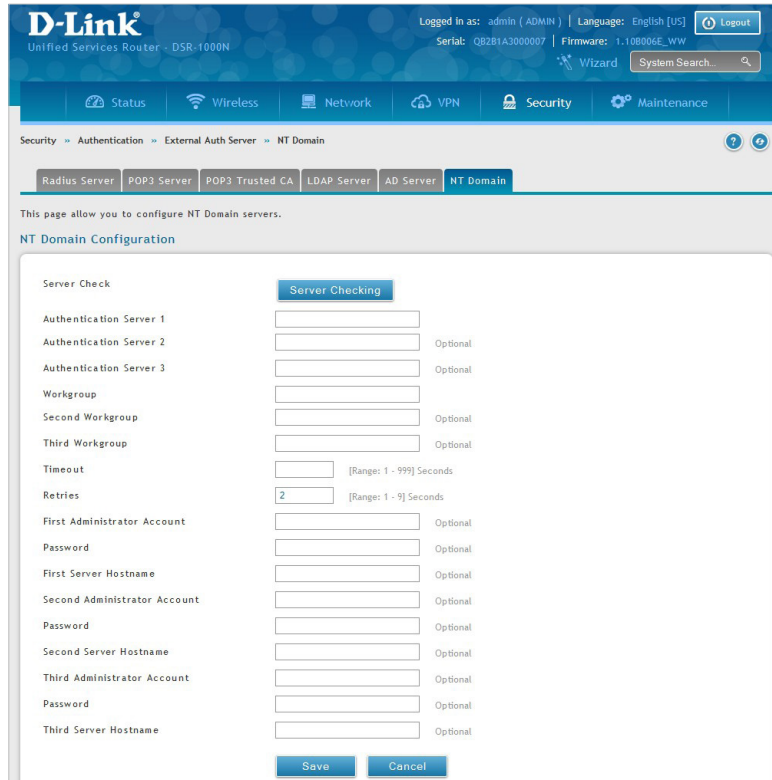 D-Link
Unified Services Router - DSR-1000N
Logged in as: admin ( ADMIN ) | Language: English [US]
Logout
Serial: QB2B1A3000007 | Firmware: 1.10B006E_WW
Wizard
System Search...
Status
Wireless
Network
VPN
Security
Maintenance
Security » Authentication » External Auth Server » NT Domain
?
Radius Server
POP3 Server
POP3 Trusted CA
LDAP Server
AD Server
NT Domain
This page allow you to configure NT Domain servers.
NT Domain Configuration
Server Check Server Checking
Authentication Server 1
Authentication Server 2 Optional
Authentication Server 3 Optional
Workgroup
Second Workgroup Optional
Third Workgroup Optional
Timeout [Range: 1 - 999] Seconds
Retries 2 [Range: 1 - 9] Seconds
First Administrator Account Optional
Password Optional
First Server Hostname Optional
Second Administrator Account Optional
Password Optional
Second Server Hostname Optional
Third Administrator Account Optional
Password Optional
Third Server Hostname Optional
Save Cancel